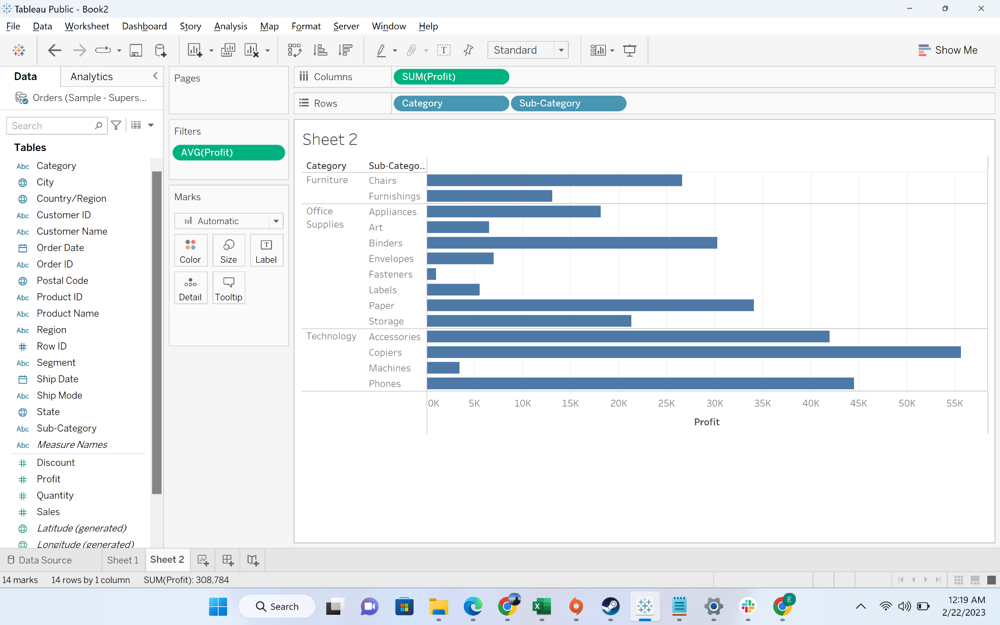 Tableau Public - Book2
File Data Worksheet Dashboard Story Analysis Map Format Server Window Help
Standard
Show Me
Data
Analytics
Orders (Sample - Supers...
Search
Tables
Abc Category
City
Country/Region
Abc Customer ID
Abc Customer Name
Order Date
Abc Order ID
Postal Code
Abc Product ID
Abc Product Name
Abc Region
Row ID
Abc Segment
Ship Date
Abc Ship Mode
State
Abc Sub-Category
Abc Measure Names
Discount
Profit
Quantity
Sales
Latitude (generated)
Longitude (generated)
Pages
Filters
AVG(Profit)
Marks
Automatic
Color
Size
T
Label
Detail
Tooltip
Columns
SUM(Profit)
Rows
Category
Sub-Category
Sheet 2
Category Sub-Catego..
Furniture Chairs
Furnishings
Office Supplies
Appliances
Art
Binders
Envelopes
Fasteners
Labels
Paper
Storage
Technology Accessories
Copiers
Machines
Phones
0K 5K 10K 15K 20K 25K 30K 35K 40K 45K 50K 55K
Profit
Data Source
Sheet 1
Sheet 2
14 marks 14 rows by 1 column SUM(Profit): 308,784
Search
X
E
12:19 AM
2/22/2023